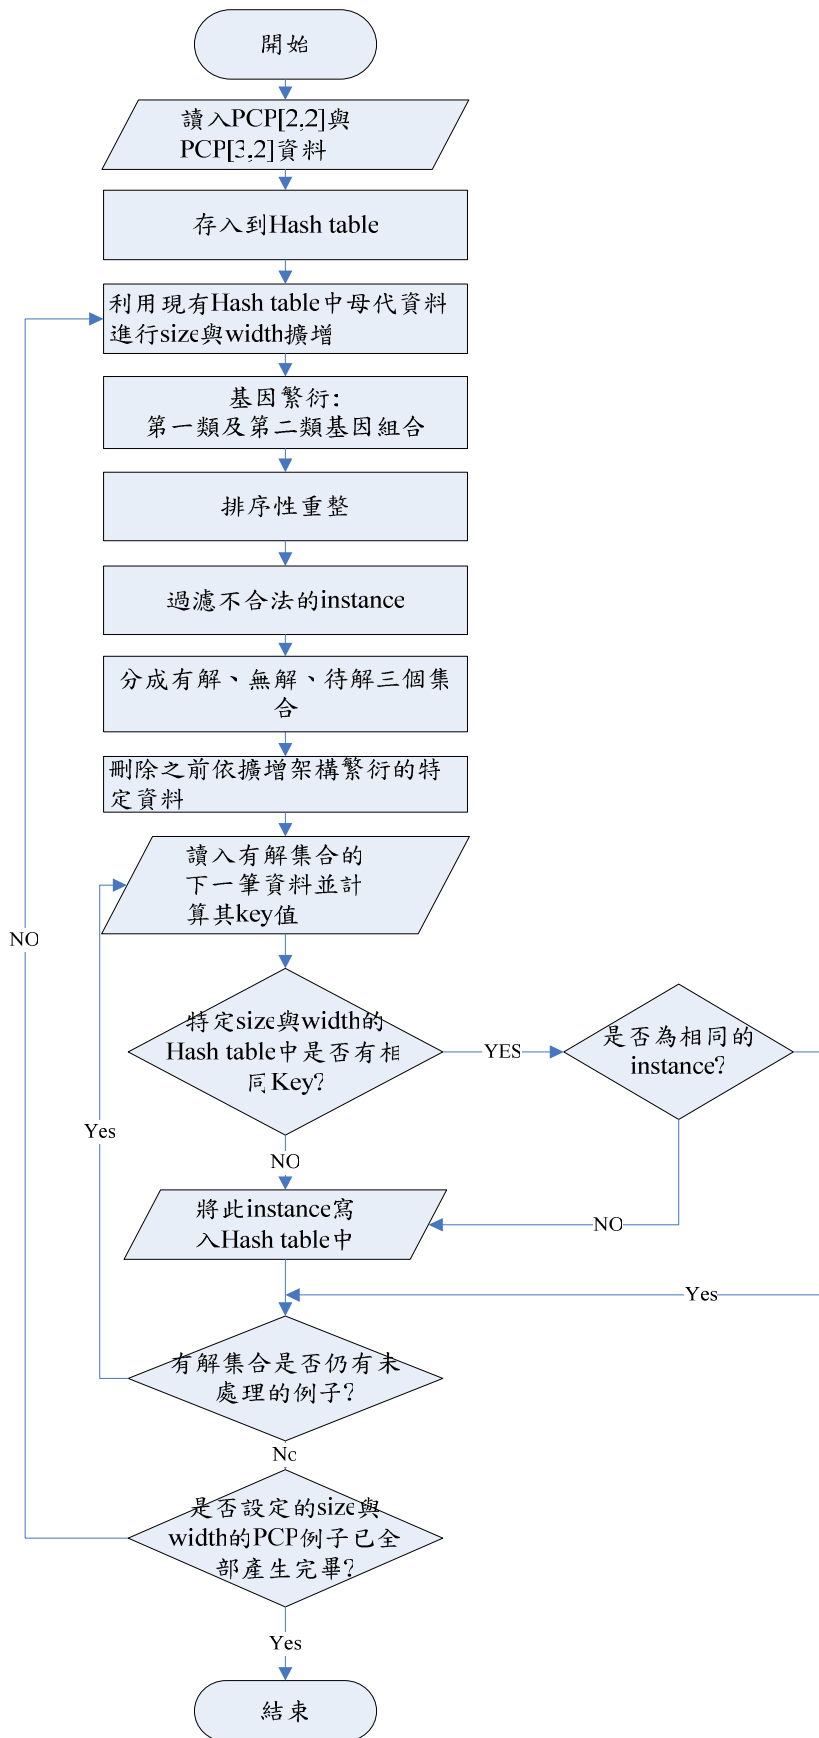 開始
讀入PCP[2,2]與
PCP[3,2]資料
存入到Hash table
利用現有Hash table中母代資料
進行size與width擴增
基因繁衍:
第一類及第二類基因組合
排序性重整
過濾不合法的instance
分成有解、無解、待解三個集
合
刪除之前依擴增架構繁衍的特
定資料
讀入有解集合的
下一筆資料並計
算其key值
NO
特定size與width的
Hash table中是否有相
同Key?
YES
是否為相同的
instance?
Yes
NO
將此instance寫
入Hash table中
NO
Yes
有解集合是否仍有未
處理的例子?
No
是否設定的size與
width的PCP例子已全
部產生完畢?
Yes
結束